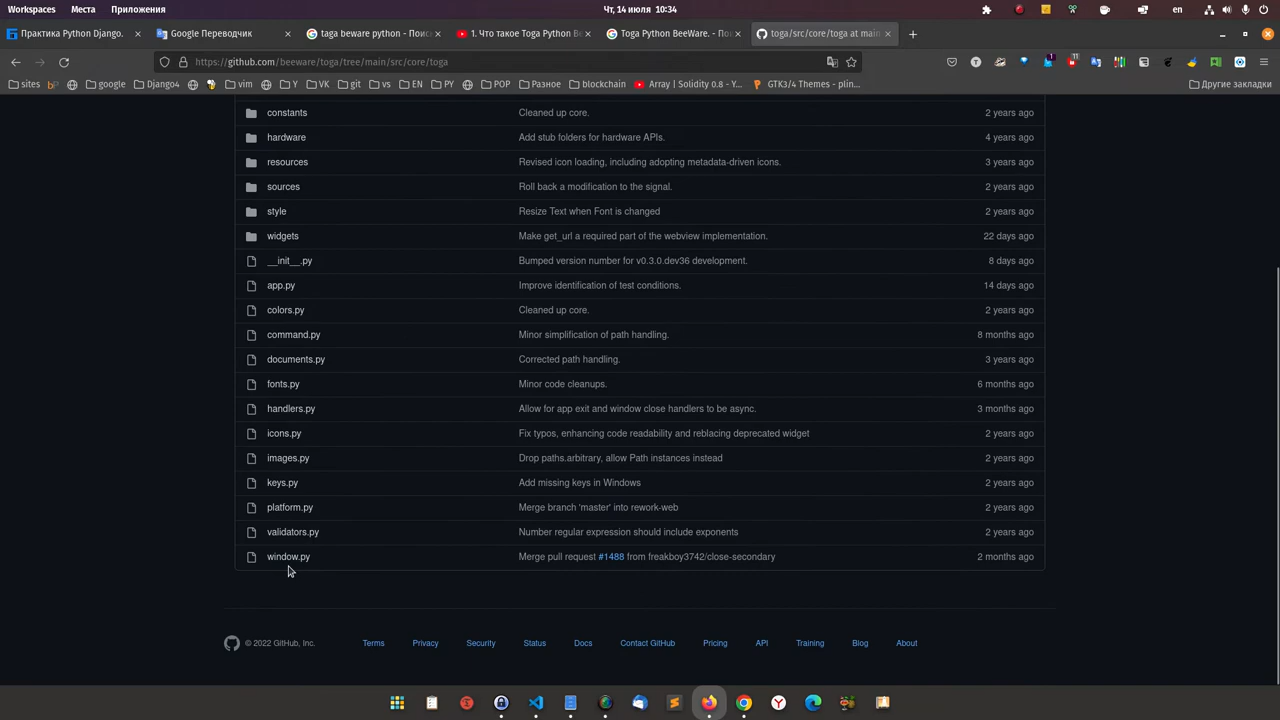 Workspaces Места Приложения Чт, 14 июля 10:34 en
Практика Python Django. Google Переводчик taga beware python - Поис 1. Что такое Toga Python Be Toga Python BeeWare. - Po toga/src/core/toga at main
https://github.com/beeware/toga/tree/main/src/core/toga 1 11
sites google Django4 vim Y VK git vs EN PY POP Разное blockchain Array | Solidity 0.8 - Y... GTK3/4 Themes - plin... Другие закладки
constants Cleaned up core. 2 years ago
hardware Add stub folders for hardware APIs. 4 years ago
resources Revised icon loading, including adopting metadata-driven icons. 3 years ago
sources Roll back a modification to the signal. 2 years ago
style Resize Text when Font is changed 2 years ago
widgets Make get_url a required part of the webview implementation. 22 days ago
__init__.py Bumped version number for v0.3.0.dev36 development. 8 days ago
app.py Improve identification of test conditions. 14 days ago
colors.py Cleaned up core. 2 years ago
command.py Minor simplification of path handling. 8 months ago
documents.py Corrected path handling. 3 years ago
fonts.py Minor code cleanups. 6 months ago
handlers.py Allow for app exit and window close handlers to be async. 3 months ago
icons.py Fix typos, enhancing code readability and reblacing deprecated widget 2 years ago
images.py Drop paths.arbitrary, allow Path instances instead 2 years ago
keys.py Add missing keys in Windows 2 years ago
platform.py Merge branch 'master' into rework-web 2 years ago
validators.py Number regular expression should include exponents 2 years ago
window.py Merge pull request #1488 from freakboy3742/close-secondary 2 months ago
© 2022 GitHub, Inc. Terms Privacy Security Status Docs Contact GitHub Pricing API Training Blog About